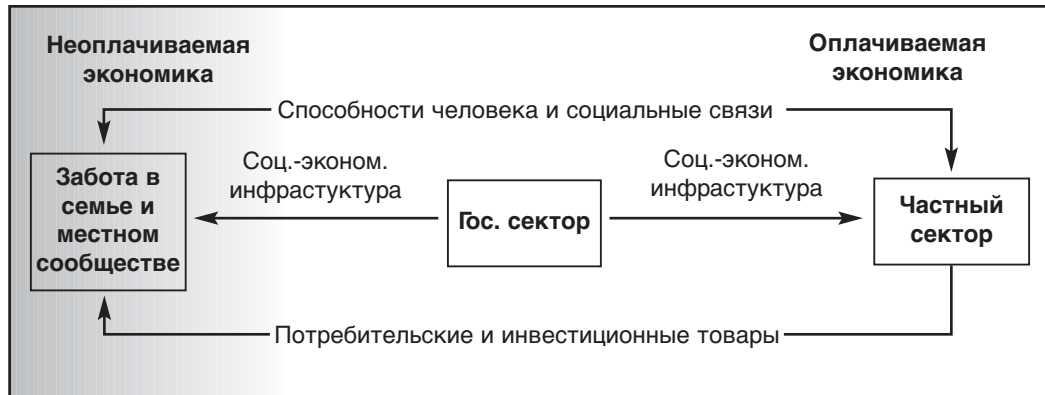 Неоплачиваемая
экономика
Оплачиваемая
экономика
Способности человека и социальные связи
Соц.-эконом.
инфрастуктура
Соц.-эконом.
инфрастуктура
Забота в
семье и
местном
сообществе
Гос. сектор
Частный
сектор
Потребительские и инвестиционные товары